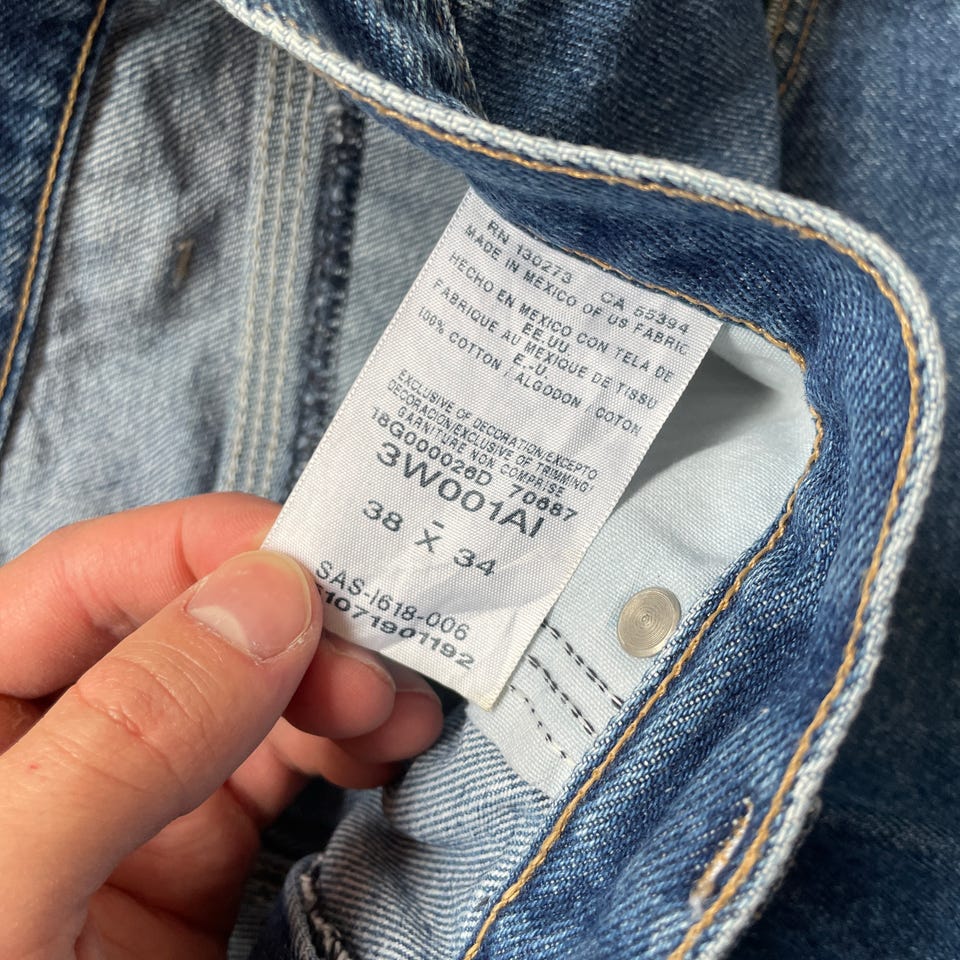 RN 130273 CA 55394
MADE IN MEXICO OF US FABRIC
HECHO EN MEXICO CON TELA DE
EE.UU.
FABRIQUE AU MEXIQUE DE TISSU
E.-U.
100% COTTON / ALGODON / COTON
EXCLUSIVE OF DECORATION/EXCEPTO
DECORACION/EXCLUSIVE OF TRIMMING/
GARNITURE NON COMPRISE
18G000026D 70687
3W001AI
-
38 X 34
SAS-I618-006